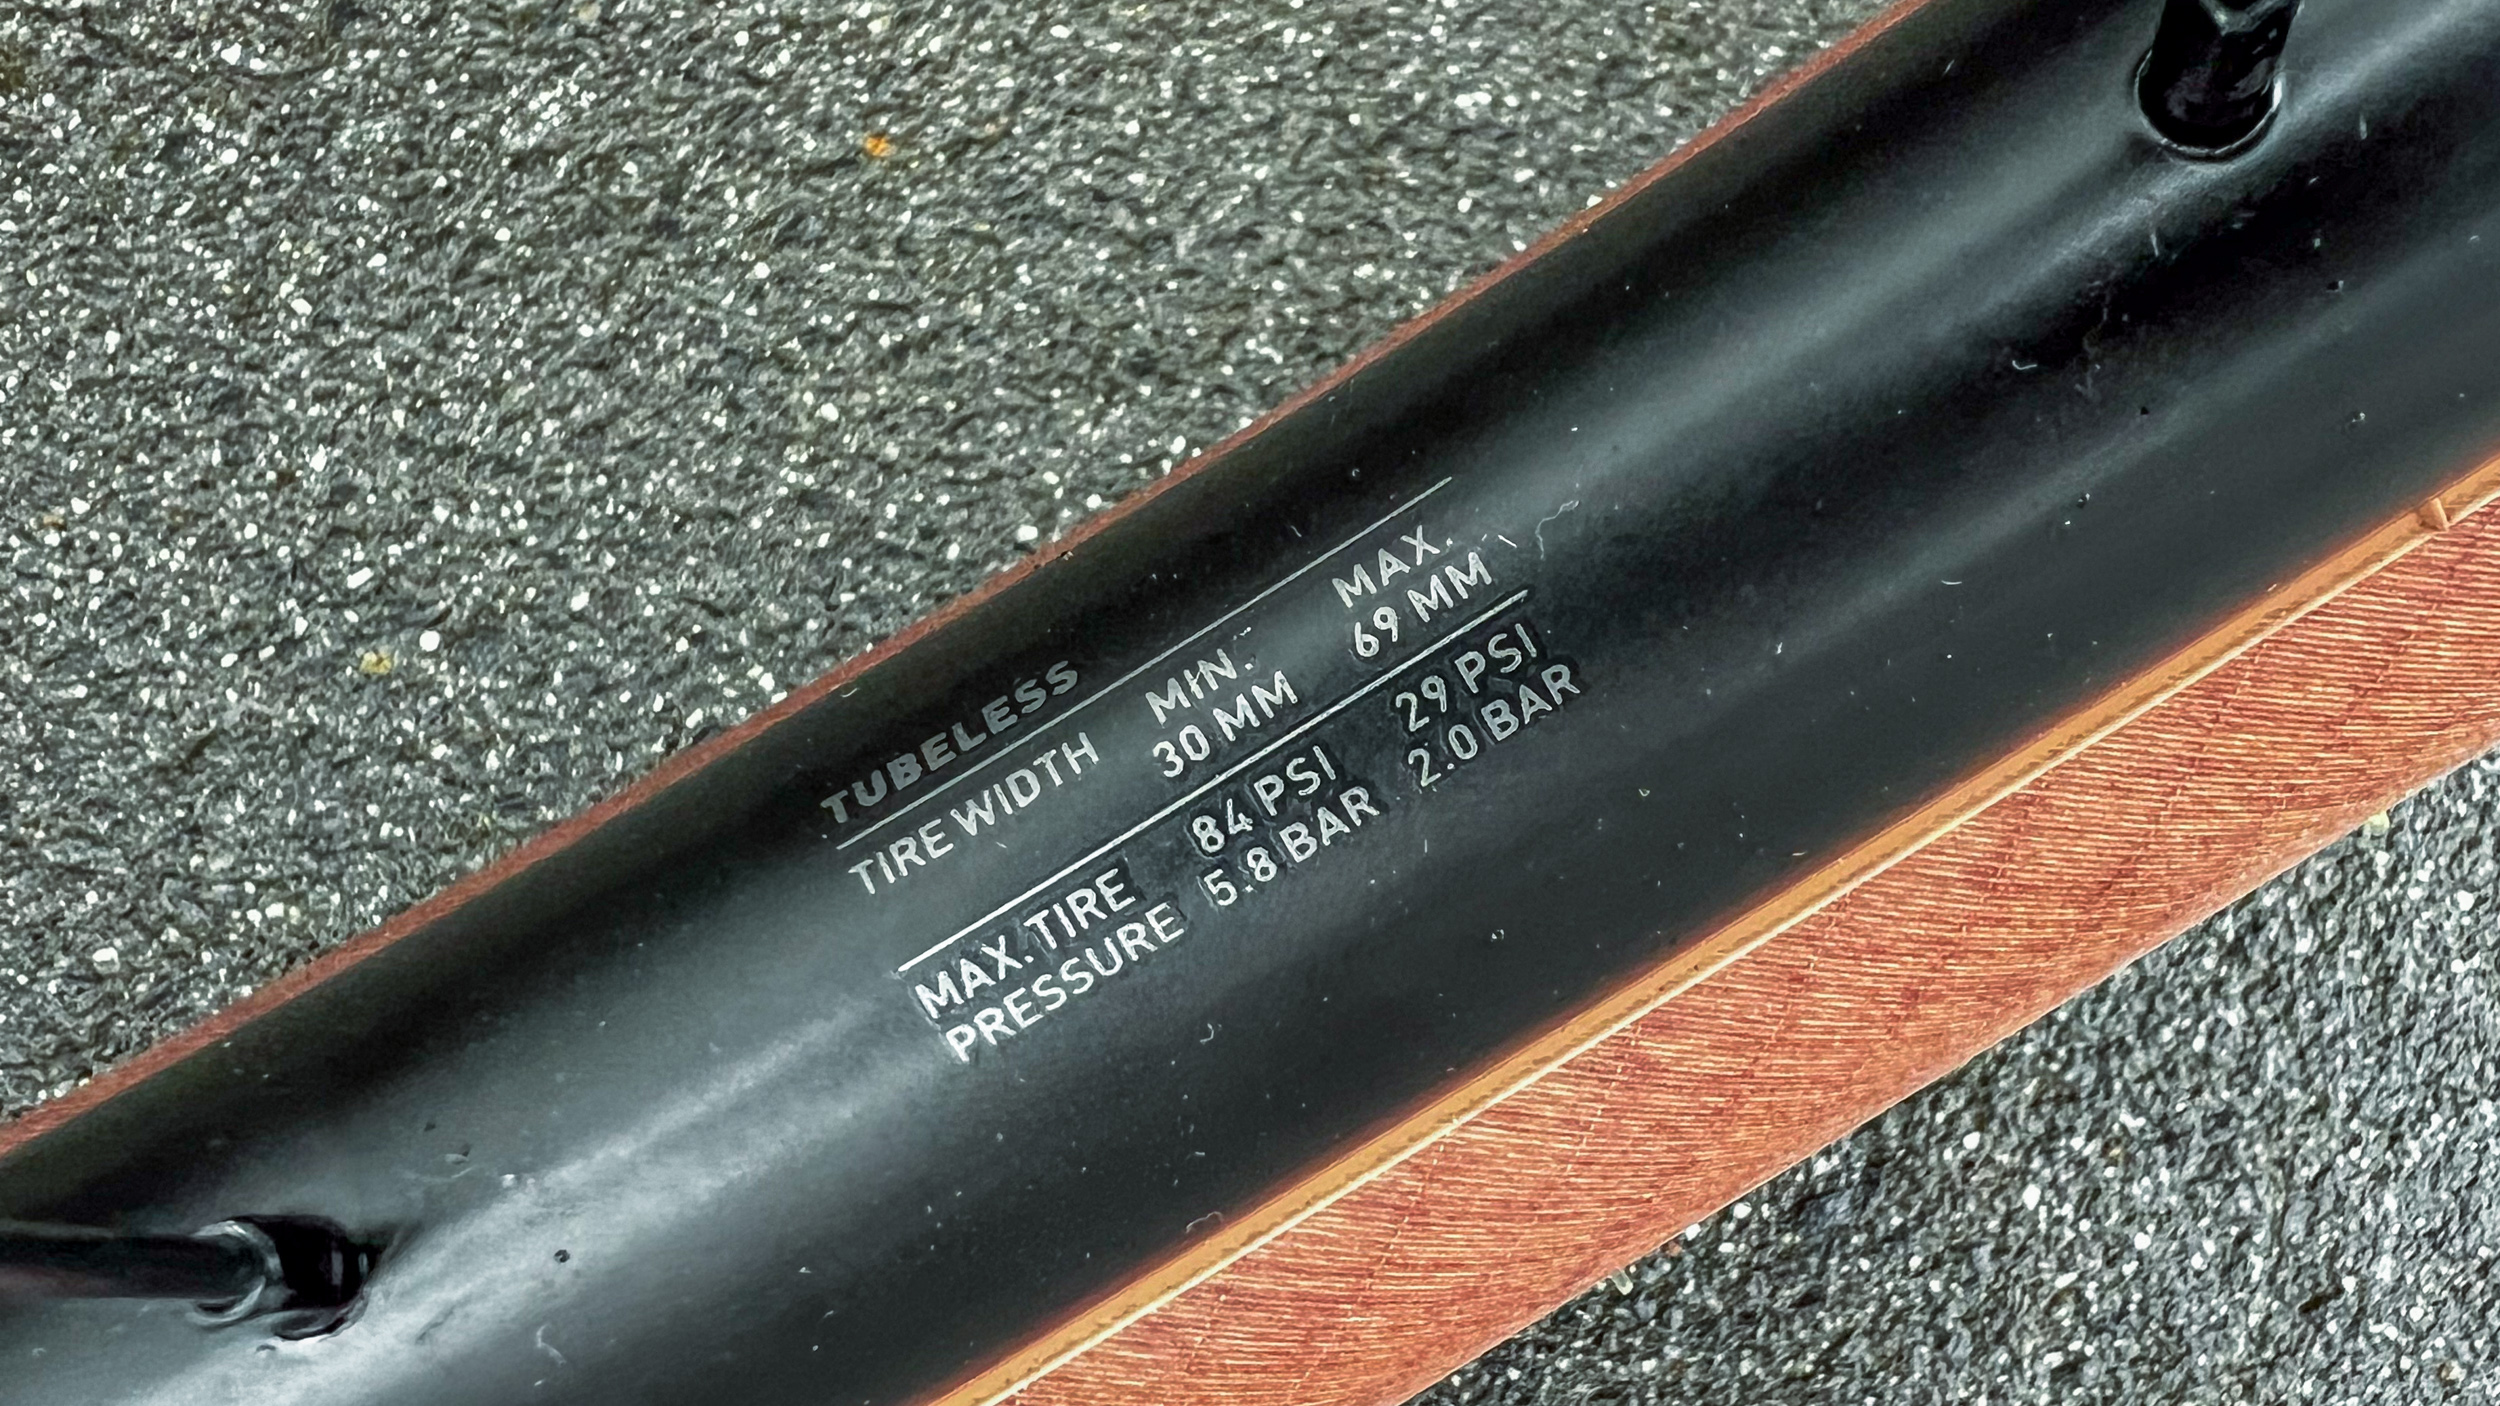 TUBELESS
TIRE WIDTH MIN. 30 MM MAX. 69 MM
MAX. TIRE PRESSURE 84 PSI 5.8 BAR 29 PSI 2.0 BAR